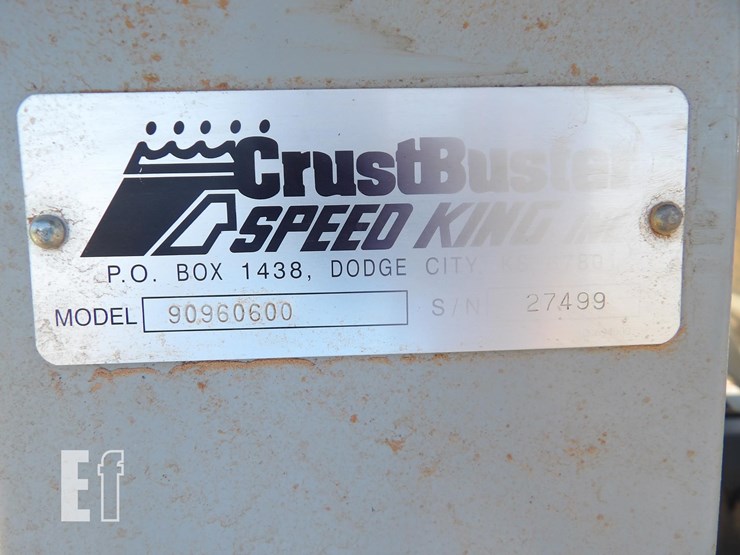 CrustBuster
SPEED KING
P.O. BOX 1438, DODGE CITY,
MODEL 90960600 S/N 27499
Ef